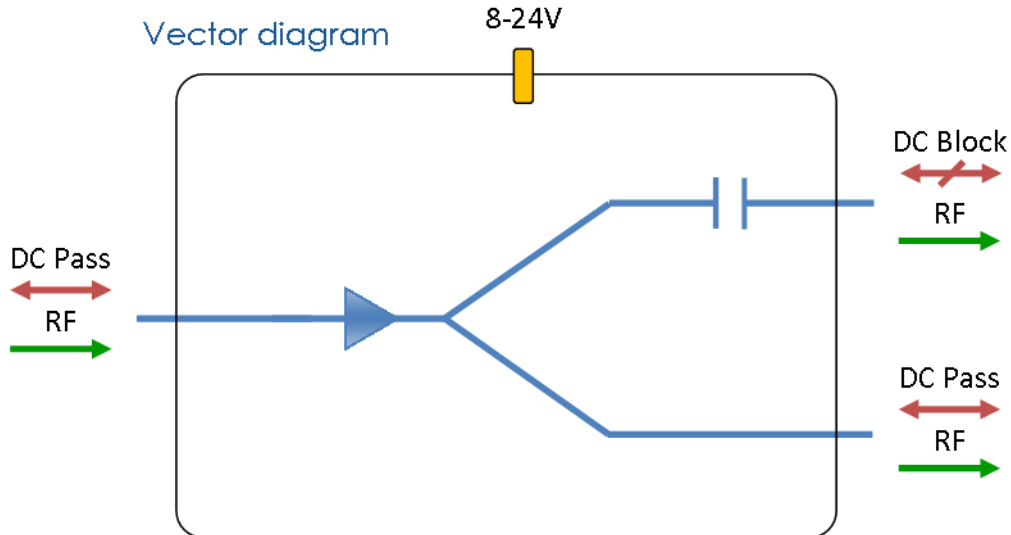 Vector diagram
8-24V
DC Block
RF
DC Pass
RF
DC Pass
RF